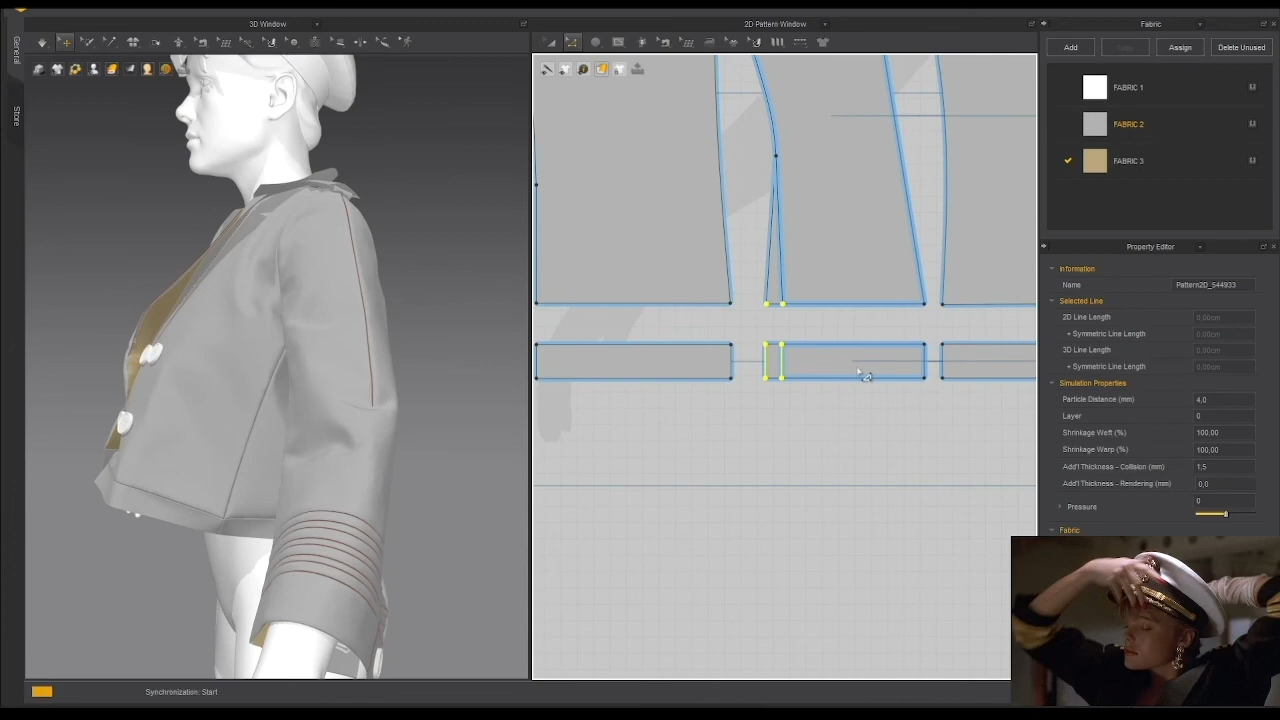 3D Window
2D Pattern Window
Fabric
General
Store
Add
Assign
Delete Unused
FABRIC 1
FABRIC 2
FABRIC 3
Property Editor
Information
Name
Pattern2D_544933
Selected Line
2D Line Length
0,00cm
+ Symmetric Line Length
0,00cm
3D Line Length
0,00cm
+ Symmetric Line Length
0,00cm
Simulation Properties
Particle Distance (mm)
4,0
Layer
0
Shrinkage Weft (%)
100,00
Shrinkage Warp (%)
100,00
Add'l Thickness - Collision (mm)
1,5
Add'l Thickness - Rendering (mm)
0,0
Pressure
0
Fabric
Synchronization: Start